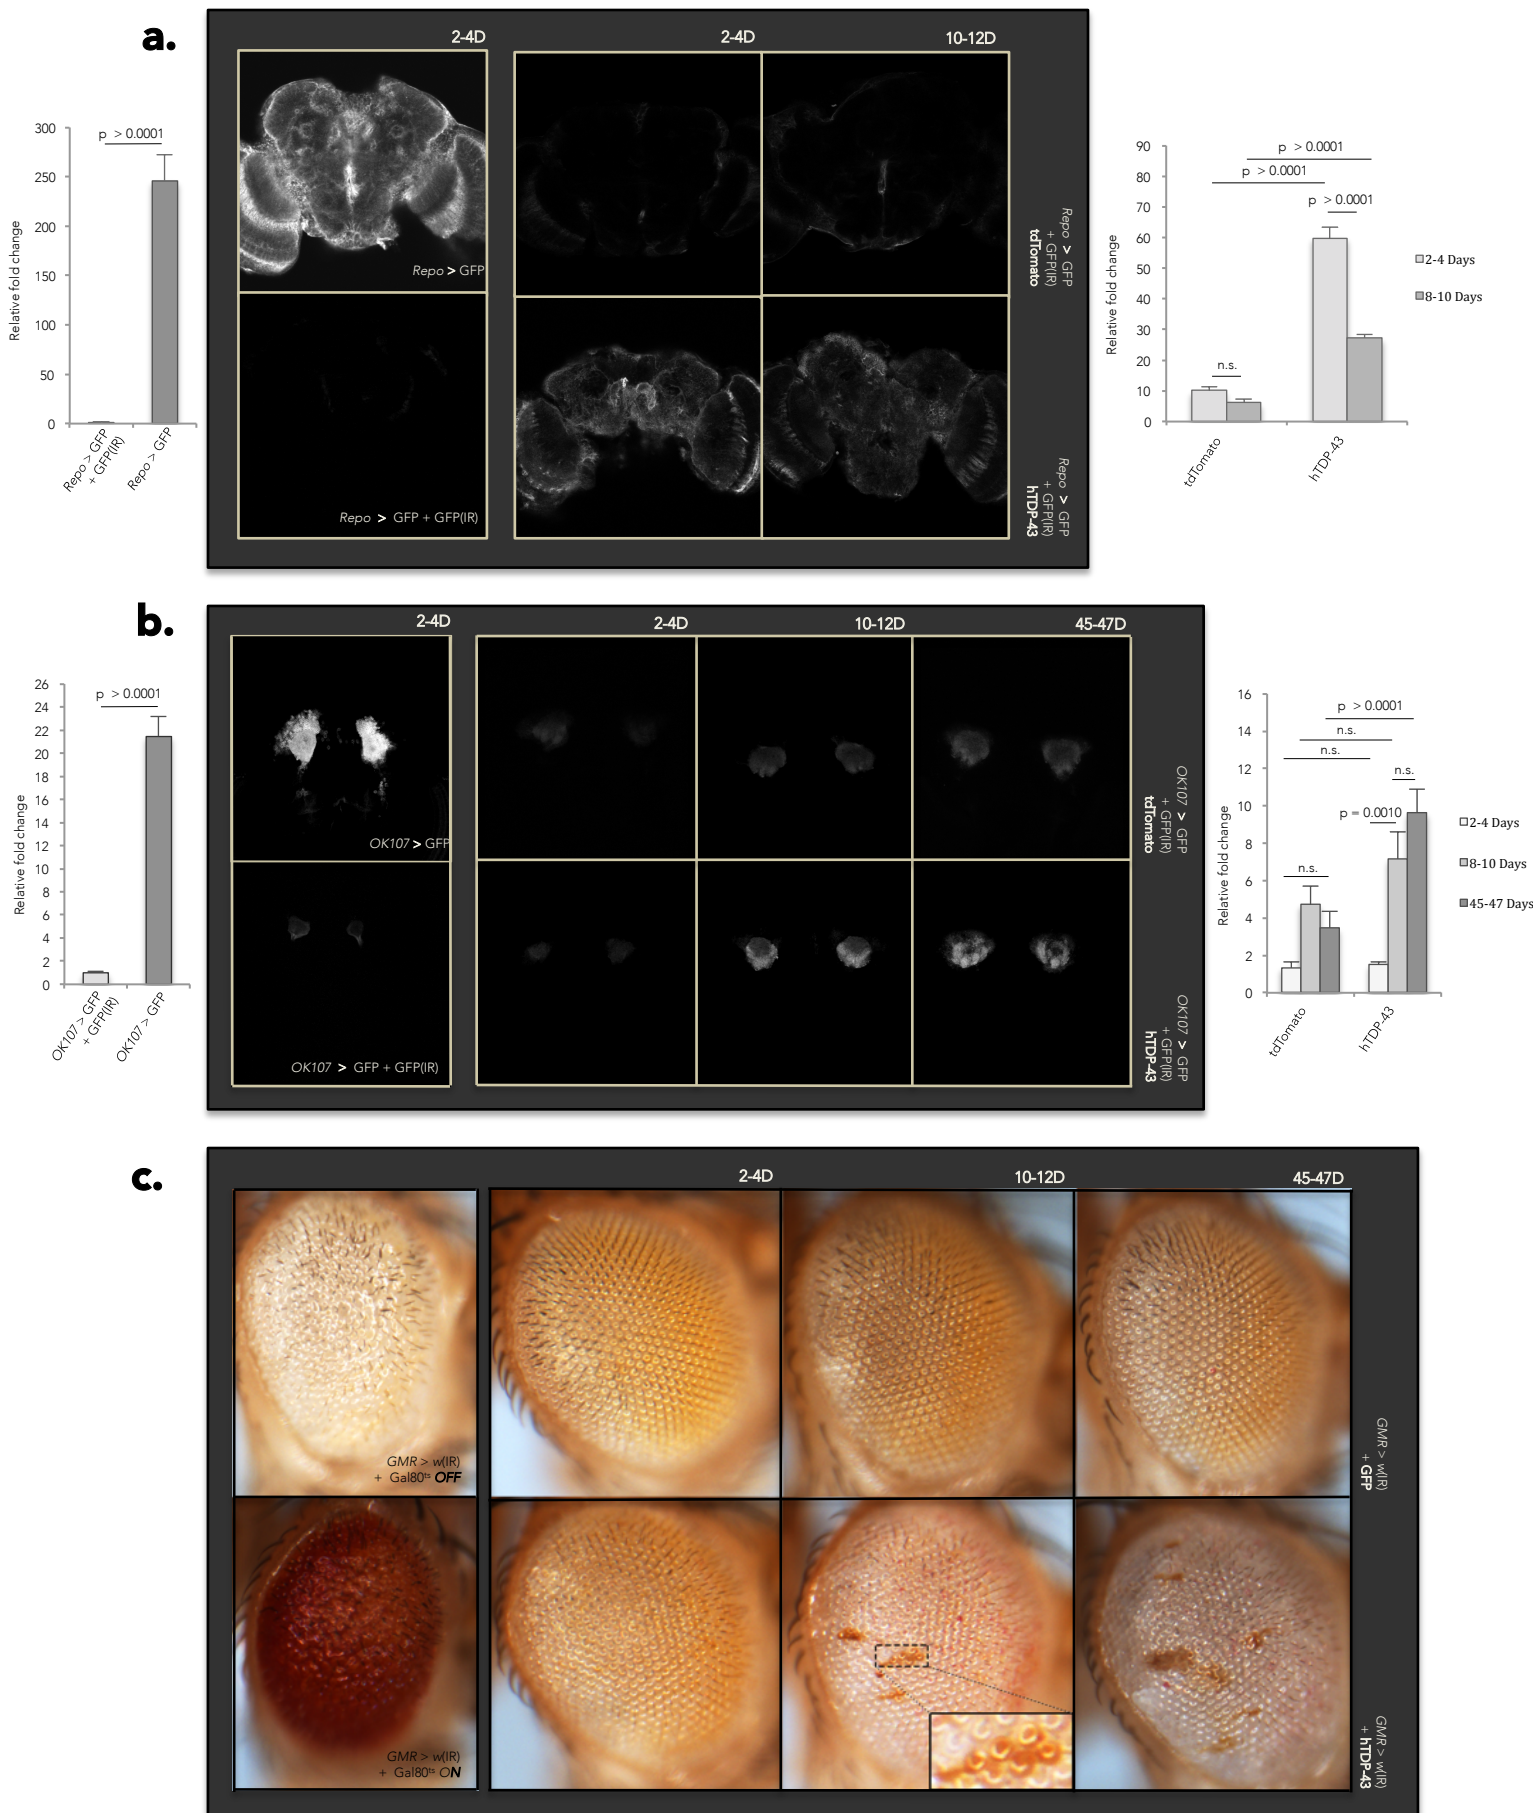 a.
2-4D
2-4D
10-12D
300
250
200
150
100
50
0
Relative fold change
p > 0.0001
Repo > GFP
+ GFP(IR)
Repo > GFP
Repo > GFP
Repo > GFP + GFP(IR)
Repo > GFP
+ GFP(IR)
tdTomato
Repo > GFP
+ GFP(IR)
hTDP-43
90
80
70
60
50
40
30
20
10
0
Relative fold change
p > 0.0001
p > 0.0001
p > 0.0001
n.s.
tdTomato
hTDP-43
2-4 Days
8-10 Days
b.
2-4D
2-4D
10-12D
45-47D
26
24
22
20
18
16
14
12
10
8
6
4
2
0
Relative fold change
p > 0.0001
OK107 > GFP
+ GFP(IR)
OK107 > GFP
OK107 > GFP
OK107 > GFP + GFP(IR)
OK107 > GFP
+ GFP(IR)
tdTomato
OK107 > GFP
+ GFP(IR)
hTDP-43
16
14
12
10
8
6
4
2
0
Relative fold change
p > 0.0001
n.s.
n.s.
n.s.
p = 0.0010
n.s.
tdTomato
hTDP-43
2-4 Days
8-10 Days
45-47 Days
c.
2-4D
10-12D
45-47D
GMR > w(IR)
+ Gal80ts OFF
GMR > w(IR)
+ Gal80ts ON
GMR > w(IR)
+ GFP
GMR > w(IR)
+ hTDP-43